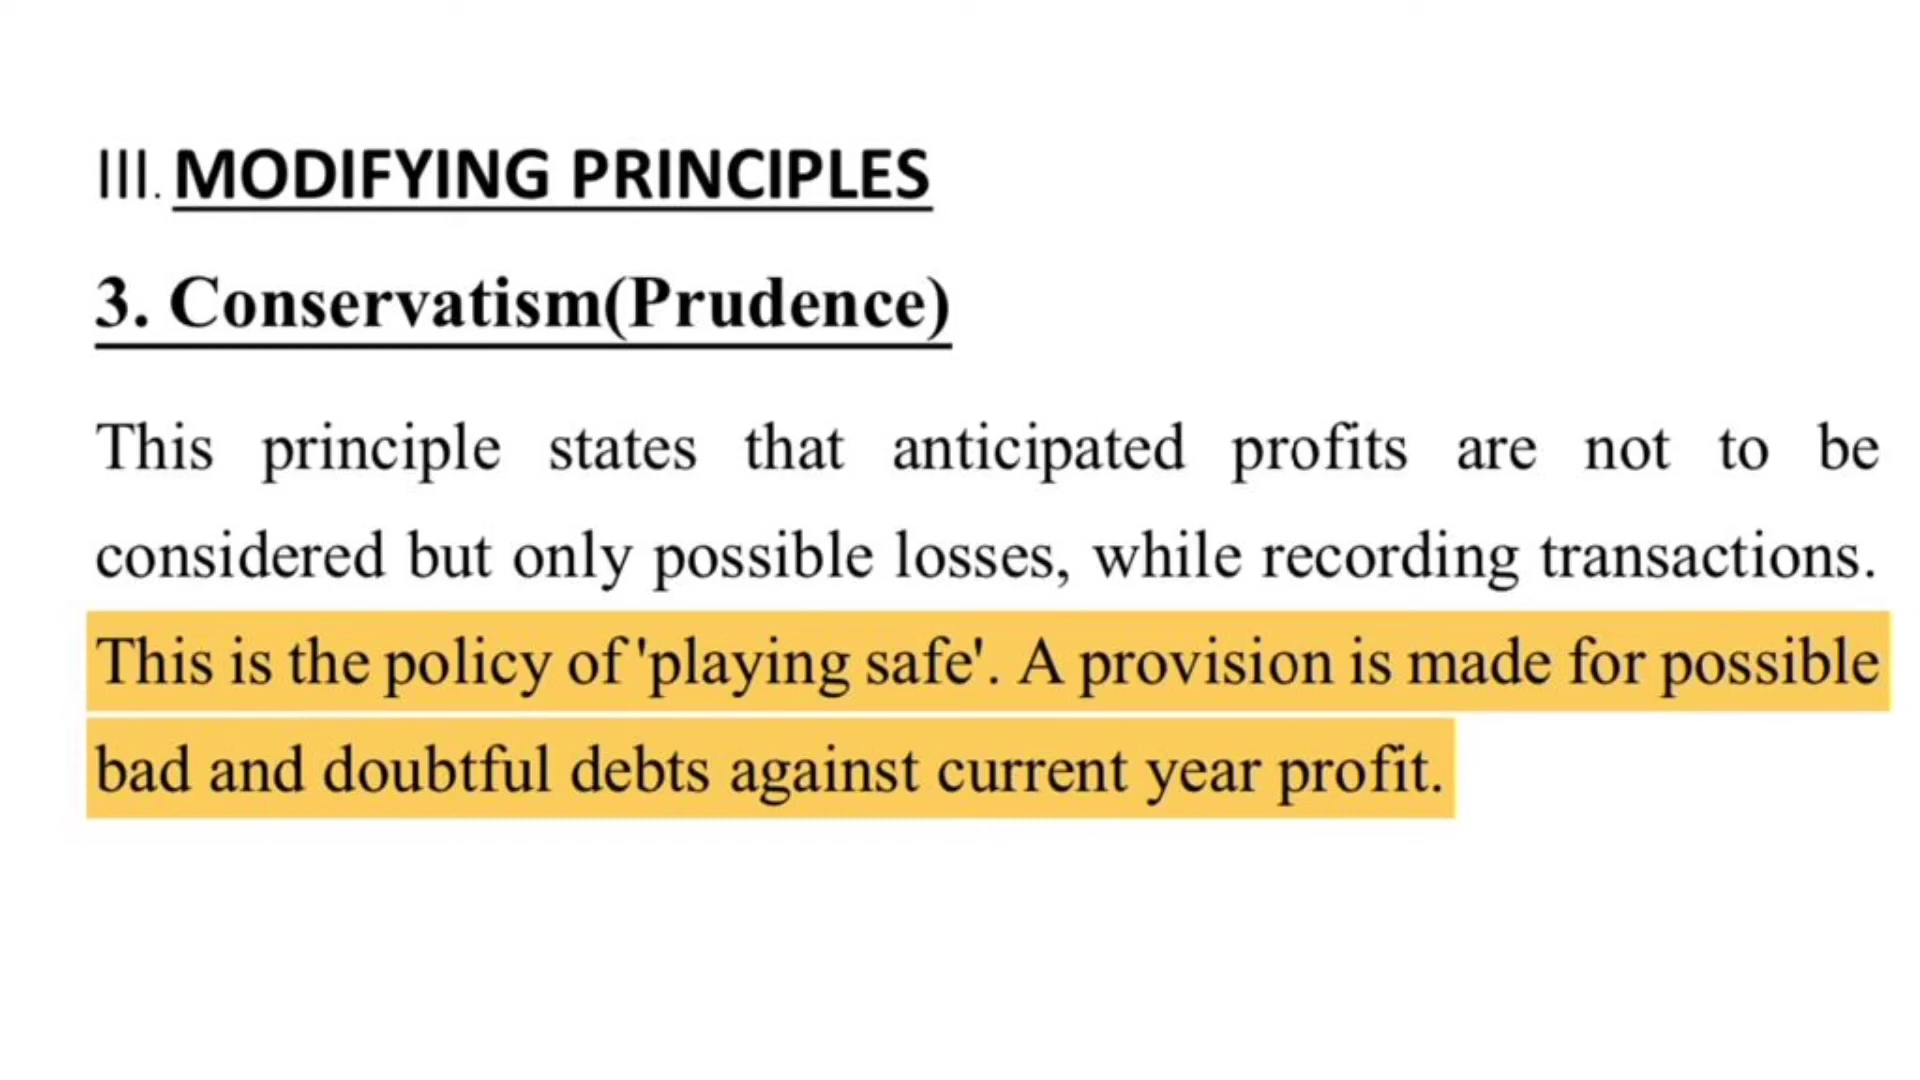 III. MODIFYING PRINCIPLES
3. Conservatism(Prudence)
This principle states that anticipated profits are not to be
considered but only possible losses, while recording transactions.
This is the policy of 'playing safe'. A provision is made for possible
bad and doubtful debts against current year profit.